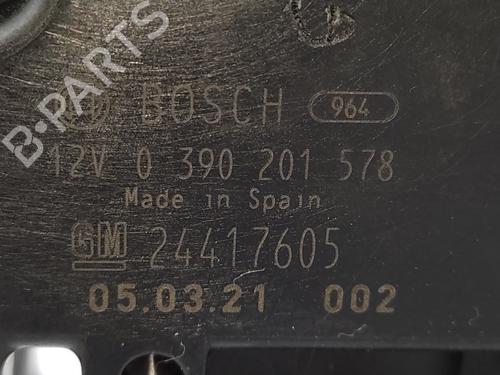 B-PARTS
BOSCH 964
12V 0 390 201 578
Made in Spain
GM 24417605
05.03.21 002